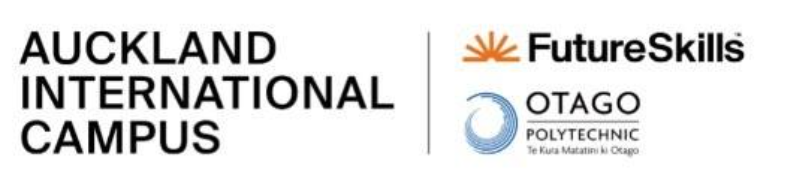 AUCKLAND
INTERNATIONAL
CAMPUS
FutureSkills
OTAGO
POLYTECHNIC
Te Kura Matatini ki Otago